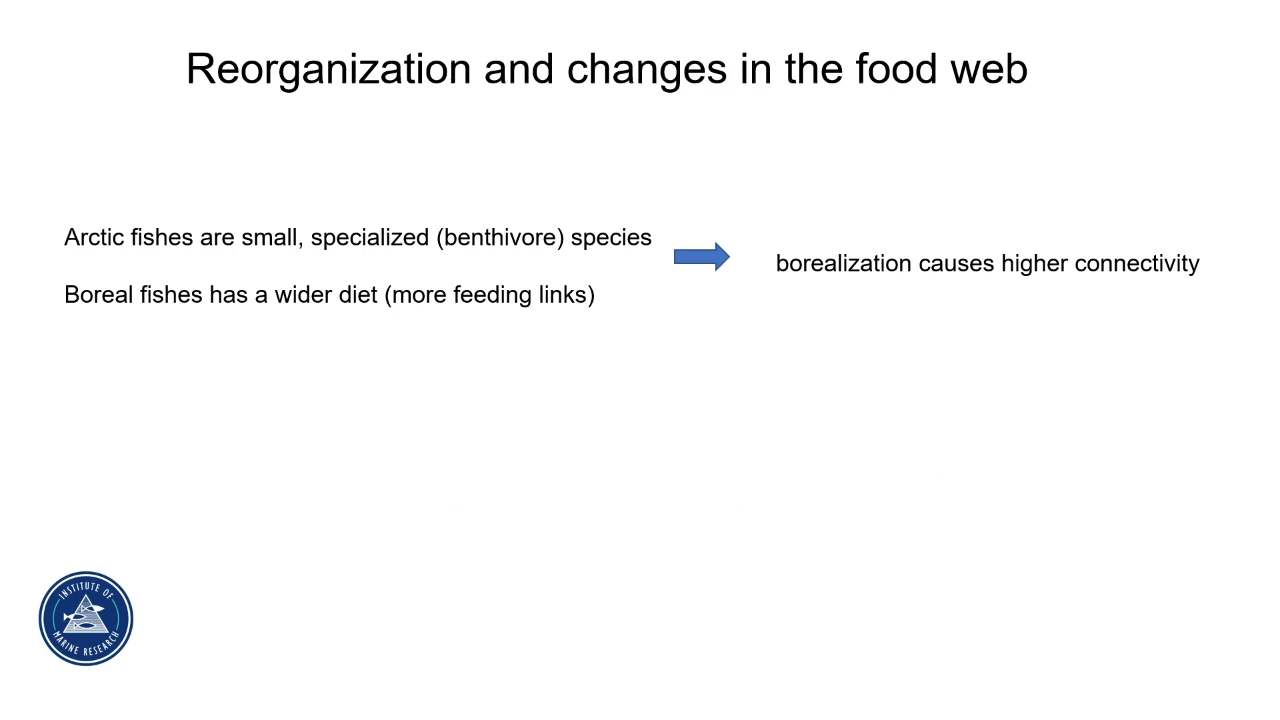 Reorganization and changes in the food web
Arctic fishes are small, specialized (benthivore) species
Boreal fishes has a wider diet (more feeding links)
borealization causes higher connectivity
INSTITUTE OF
MARINE RESEARCH